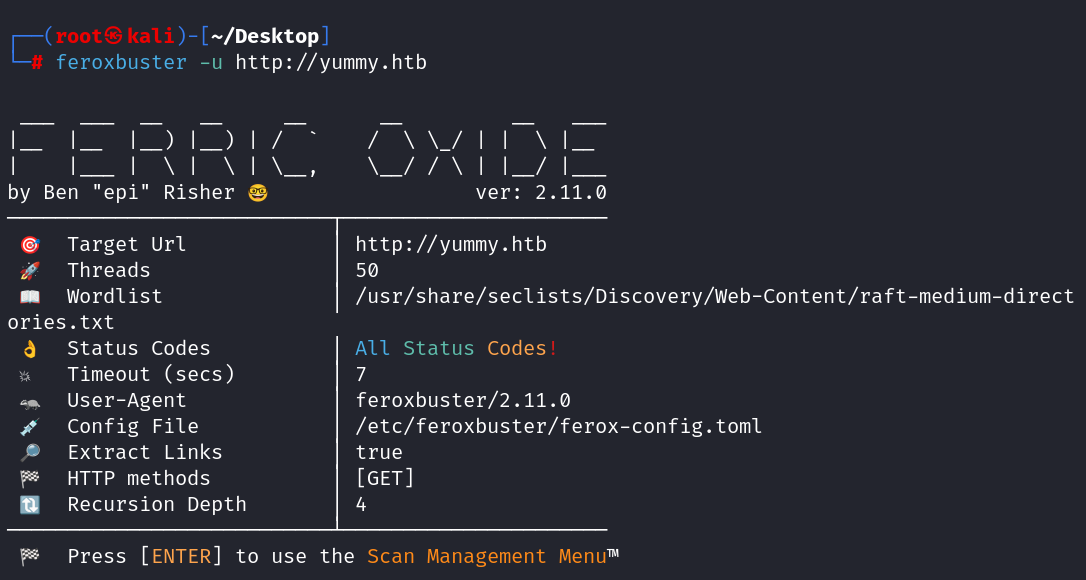 ┌──(root㉿kali)-[~/Desktop]
└─# feroxbuster -u http://yummy.htb
 ___  ___  __   __     __      __         __   ___
|__  |__  |__) |__) | /  `    /  \ \_/ | |  \ |__
|    |___ |  \ |  \ | \__,    \__/ / \ | |__/ |___
by Ben "epi" Risher 🤓                 ver: 2.11.0
───────────────────────────┬──────────────────────
 🎯  Target Url            │ http://yummy.htb
 🚀  Threads               │ 50
 📖  Wordlist              │ /usr/share/seclists/Discovery/Web-Content/raft-medium-direct
ories.txt
 👌  Status Codes          │ All Status Codes!
 💥  Timeout (secs)        │ 7
 🦡  User-Agent            │ feroxbuster/2.11.0
 💉  Config File           │ /etc/feroxbuster/ferox-config.toml
 🔎  Extract Links         │ true
 🏁  HTTP methods          │ [GET]
 🔃  Recursion Depth       │ 4
───────────────────────────┴──────────────────────
 🏁  Press [ENTER] to use the Scan Management Menu™